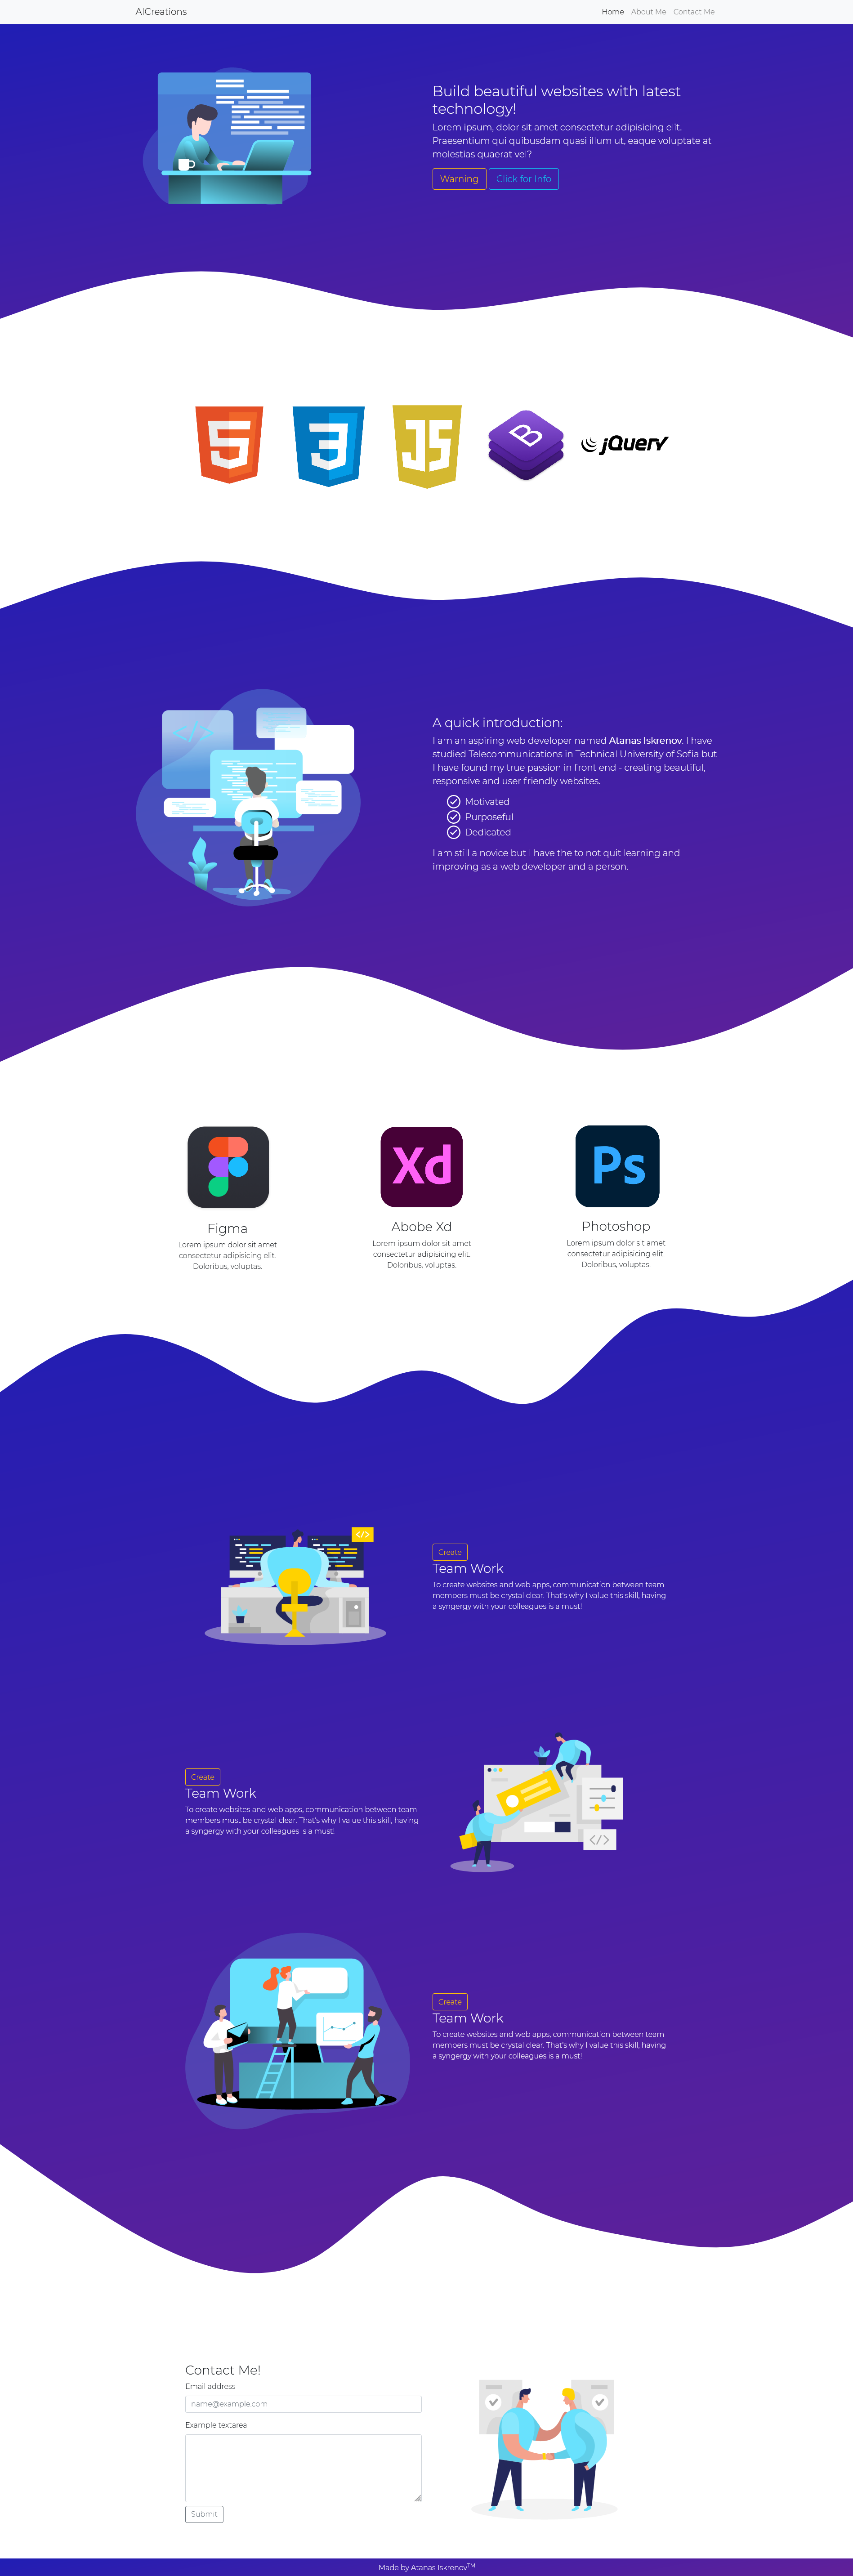 AICreations
Home About Me Contact Me
Build beautiful websites with latest
technology!
Lorem ipsum, dolor sit amet consectetur adipisicing elit.
Praesentium qui quibusdam quasi illum ut, eaque voluptate at
molestias quaerat vel?
Warning Click for Info
5 3 JS B jQuery
A quick introduction:
I am an aspiring web developer named Atanas Iskrenov. I have
studied Telecommunications in Technical University of Sofia but
I have found my true passion in front end - creating beautiful,
responsive and user friendly websites.
Motivated
Purposeful
Dedicated
I am still a novice but I have the to not quit learning and
improving as a web developer and a person.
Xd Ps
Figma Abobe Xd Photoshop
Lorem ipsum dolor sit amet
consectetur adipisicing elit.
Doloribus, voluptas.
Lorem ipsum dolor sit amet
consectetur adipisicing elit.
Doloribus, voluptas.
Lorem ipsum dolor sit amet
consectetur adipisicing elit.
Doloribus, voluptas.
</>
Create
Team Work
To create websites and web apps, communication between team
members must be crystal clear. That's why I value this skill, having
a syngergy with your colleagues is a must!
Create
Team Work
To create websites and web apps, communication between team
members must be crystal clear. That's why I value this skill, having
a syngergy with your colleagues is a must!
</>
Create
Team Work
To create websites and web apps, communication between team
members must be crystal clear. That's why I value this skill, having
a syngergy with your colleagues is a must!
Contact Me!
Email address
name@example.com
Example textarea
Submit
Made by Atanas Iskrenov™